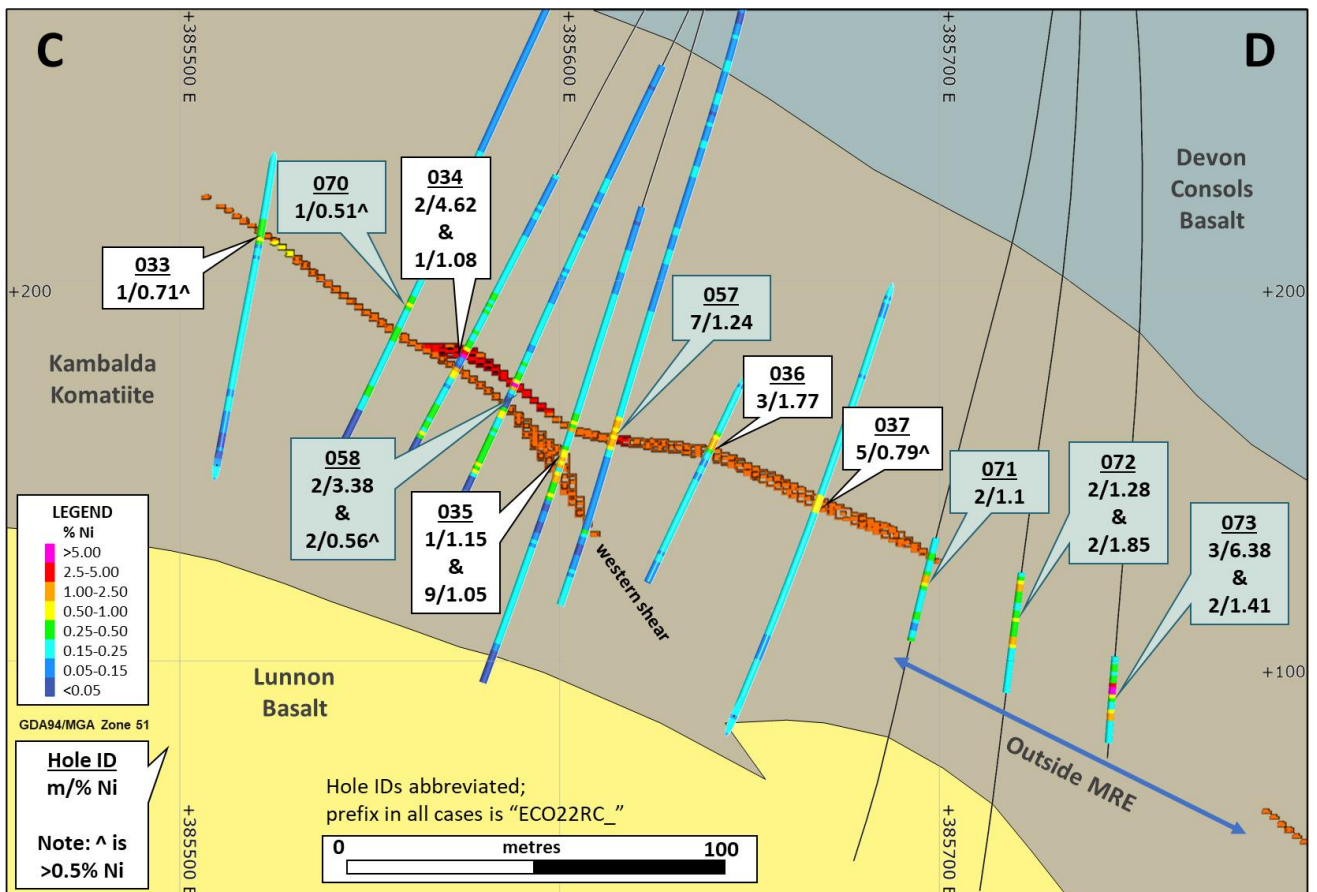 C
D
+385500 E
+385600 E
+385700 E
Devon
Consols
Basalt
070
1/0.51^
034
2/4.62
&
1/1.08
033
1/0.71^
+200
+200
057
7/1.24
036
3/1.77
Kambalda
Komatiite
037
5/0.79^
058
2/3.38
&
2/0.56^
035
1/1.15
&
9/1.05
071
2/1.1
072
2/1.28
&
2/1.85
073
3/6.38
&
2/1.41
western shear
LEGEND
% Ni
>5.00
2.5-5.00
1.00-2.50
0.50-1.00
0.25-0.50
0.15-0.25
0.05-0.15
<0.05
+100
Lunnon
Basalt
Outside MRE
GDA94/MGA Zone 51
Hole ID
m/% Ni
Note: ^ is
>0.5% Ni
Hole IDs abbreviated;
prefix in all cases is “ECO22RC_”
0 metres 100
+385500 E
+385700 E